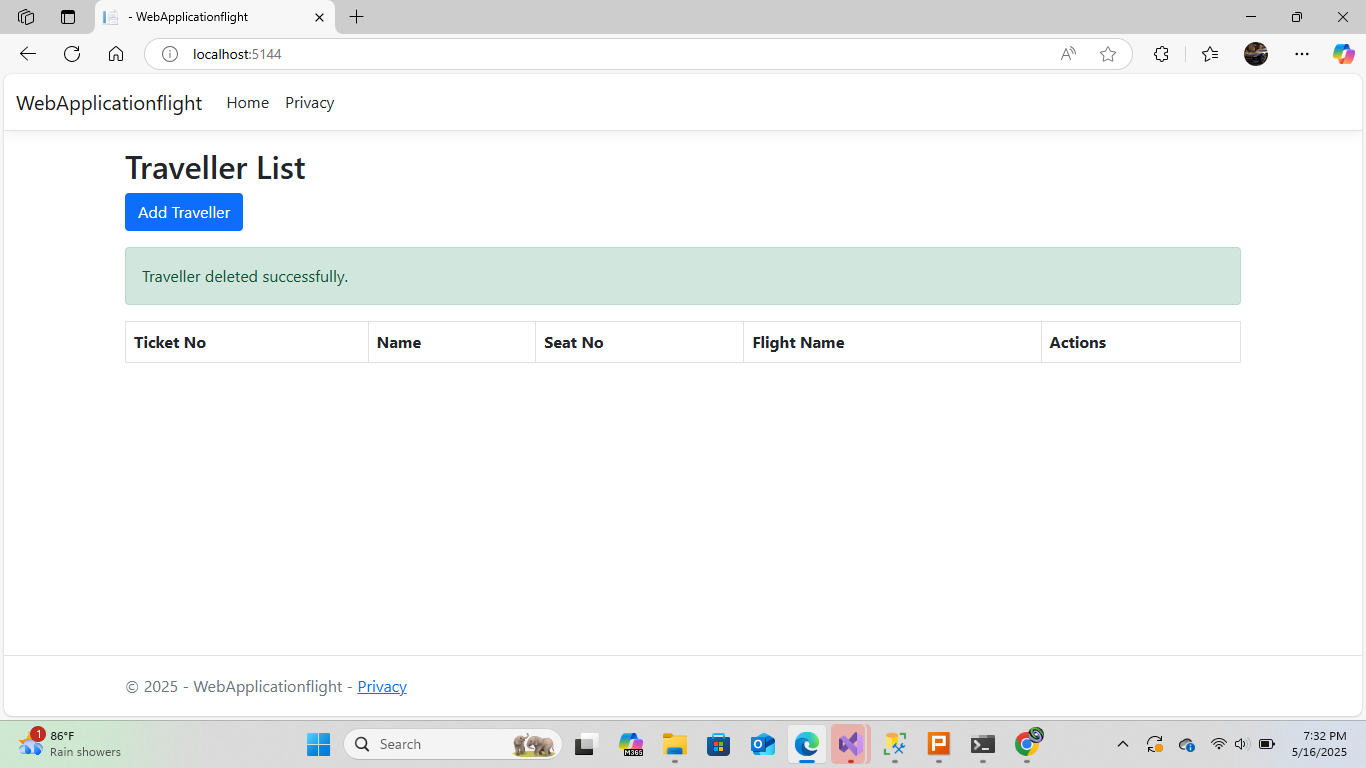 - WebApplicationflight
localhost:5144
WebApplicationflight Home Privacy
Traveller List
Add Traveller
Traveller deleted successfully.
Ticket No Name Seat No Flight Name Actions
© 2025 - WebApplicationflight - Privacy
1
86°F
Rain showers
Search
M365
7:32 PM
5/16/2025